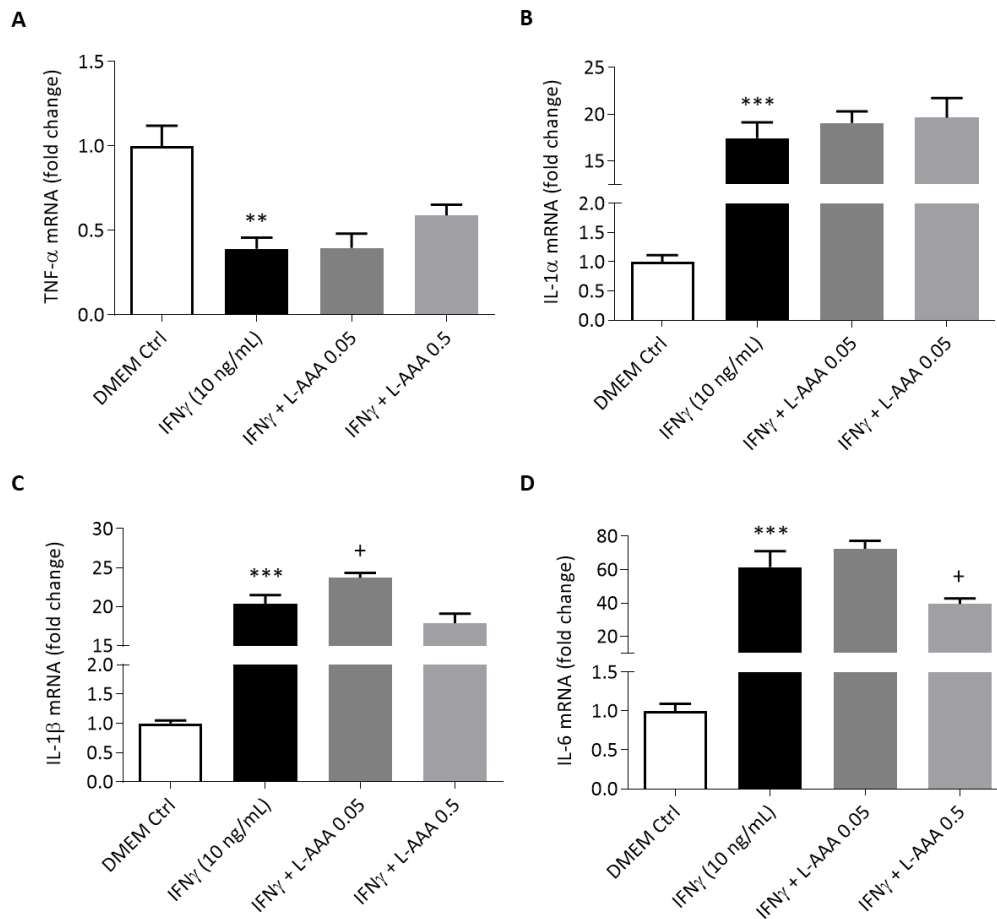 A
TNF-α mRNA (fold change)
1.5
1.0
0.5
0.0
**
DMEM Ctrl
IFNγ (10 ng/mL)
IFNγ + L-AAA 0.05
IFNγ + L-AAA 0.5
B
IL-1α mRNA (fold change)
25
20
15
2.0
1.5
1.0
0.5
0.0
***
DMEM Ctrl
IFNγ (10 ng/mL)
IFNγ + L-AAA 0.05
IFNγ + L-AAA 0.05
C
IL-1β mRNA (fold change)
30
25
20
15
2.0
1.5
1.0
0.5
0.0
***
+
DMEM Ctrl
IFNγ (10 ng/mL)
IFNγ + L-AAA 0.05
IFNγ + L-AAA 0.5
D
IL-6 mRNA (fold change)
80
60
40
20
1.5
1.0
0.5
0.0
***
+
DMEM Ctrl
IFNγ (10 ng/mL)
IFNγ + L-AAA 0.05
IFNγ + L-AAA 0.5